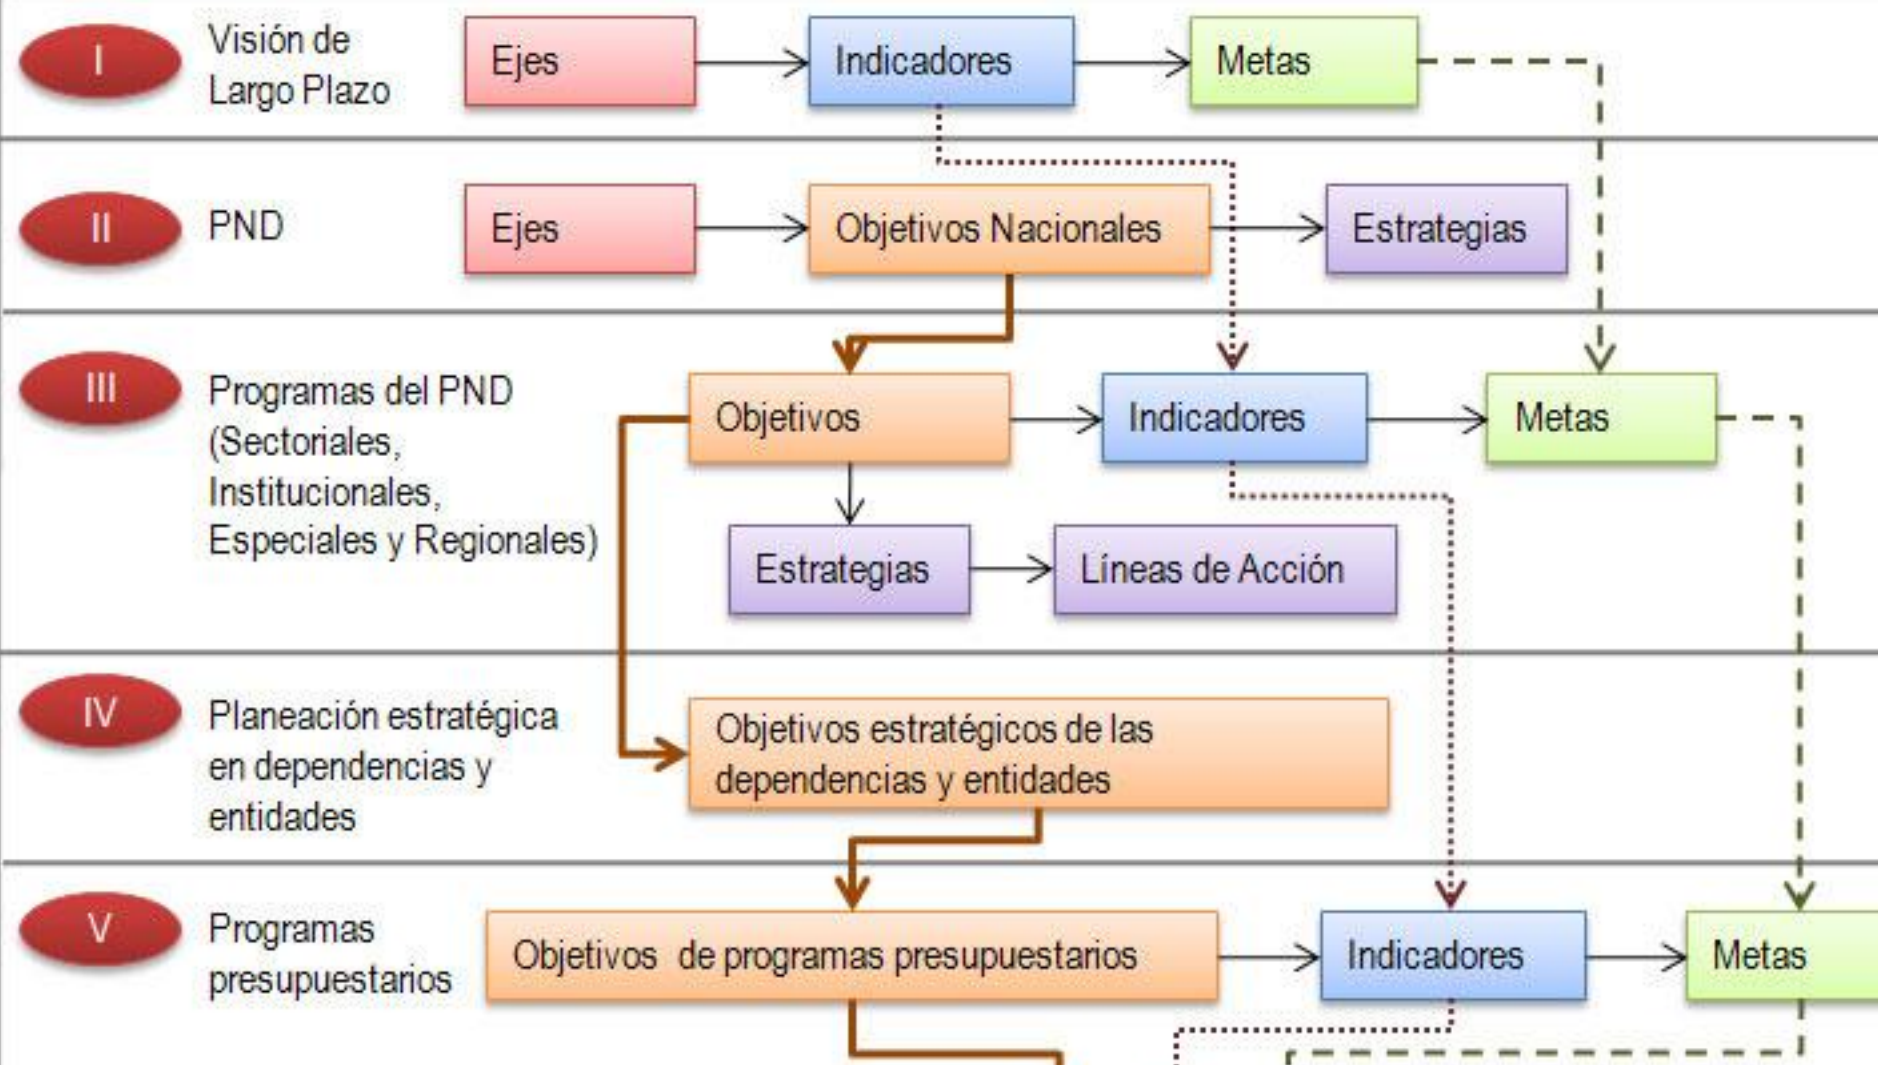 I
Visión de
Largo Plazo
Ejes
Indicadores
Metas
II
PND
Ejes
Objetivos Nacionales
Estrategias
III
Programas del PND
(Sectoriales,
Institucionales,
Especiales y Regionales)
Objetivos
Indicadores
Metas
Estrategias
Líneas de Acción
IV
Planeación estratégica
en dependencias y
entidades
Objetivos estratégicos de las
dependencias y entidades
V
Programas
presupuestarios
Objetivos de programas presupuestarios
Indicadores
Metas